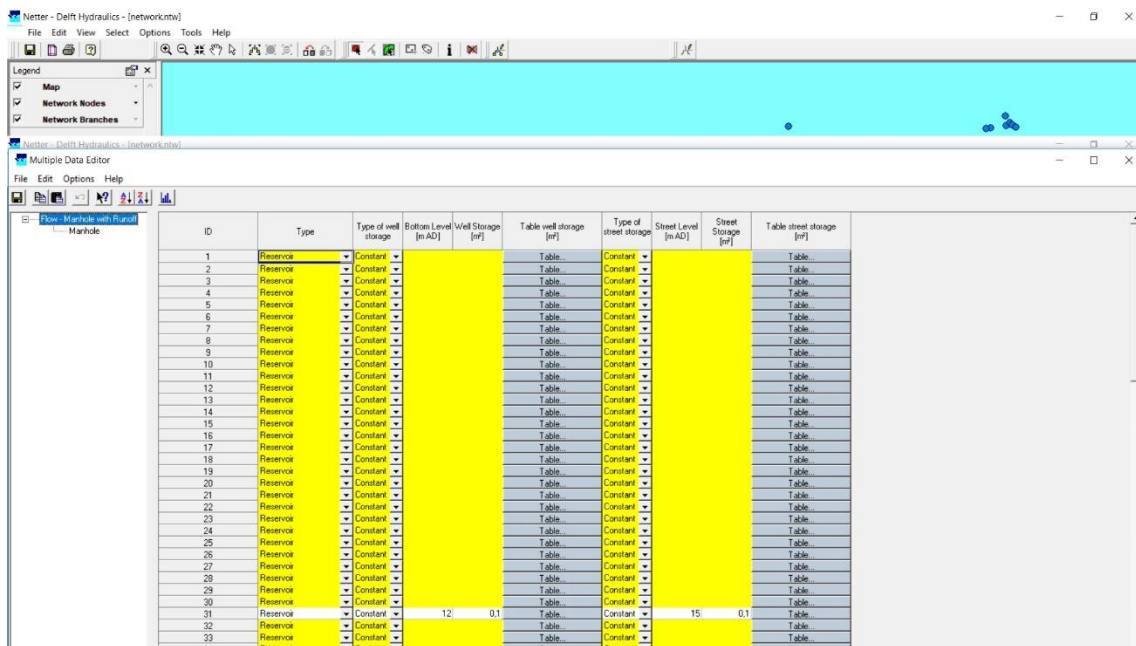 Netter - Delft Hydraulics - [network.ntw]
File Edit View Select Options Tools Help
Legend
Map
Network Nodes
Network Branches
Netter - Delft Hydraulics - [network.ntw]
Multiple Data Editor
File Edit Options Help
Flow - Manhole with Runoff
Manhole
ID Type Type of well storage Bottom Level [m AD] Well Storage [m²] Table well storage [m²] Type of street storage Street Level [m AD] Street Storage [m²] Table street storage [m²]
1 Reservoir Constant Table... Constant Table...
2 Reservoir Constant Table... Constant Table...
3 Reservoir Constant Table... Constant Table...
4 Reservoir Constant Table... Constant Table...
5 Reservoir Constant Table... Constant Table...
6 Reservoir Constant Table... Constant Table...
7 Reservoir Constant Table... Constant Table...
8 Reservoir Constant Table... Constant Table...
9 Reservoir Constant Table... Constant Table...
10 Reservoir Constant Table... Constant Table...
11 Reservoir Constant Table... Constant Table...
12 Reservoir Constant Table... Constant Table...
13 Reservoir Constant Table... Constant Table...
14 Reservoir Constant Table... Constant Table...
15 Reservoir Constant Table... Constant Table...
16 Reservoir Constant Table... Constant Table...
17 Reservoir Constant Table... Constant Table...
18 Reservoir Constant Table... Constant Table...
19 Reservoir Constant Table... Constant Table...
20 Reservoir Constant Table... Constant Table...
21 Reservoir Constant Table... Constant Table...
22 Reservoir Constant Table... Constant Table...
23 Reservoir Constant Table... Constant Table...
24 Reservoir Constant Table... Constant Table...
25 Reservoir Constant Table... Constant Table...
26 Reservoir Constant Table... Constant Table...
27 Reservoir Constant Table... Constant Table...
28 Reservoir Constant Table... Constant Table...
29 Reservoir Constant Table... Constant Table...
30 Reservoir Constant Table... Constant Table...
31 Reservoir Constant 12 0,1 Table... Constant 15 0,1 Table...
32 Reservoir Constant Table... Constant Table...
33 Reservoir Constant Table... Constant Table...